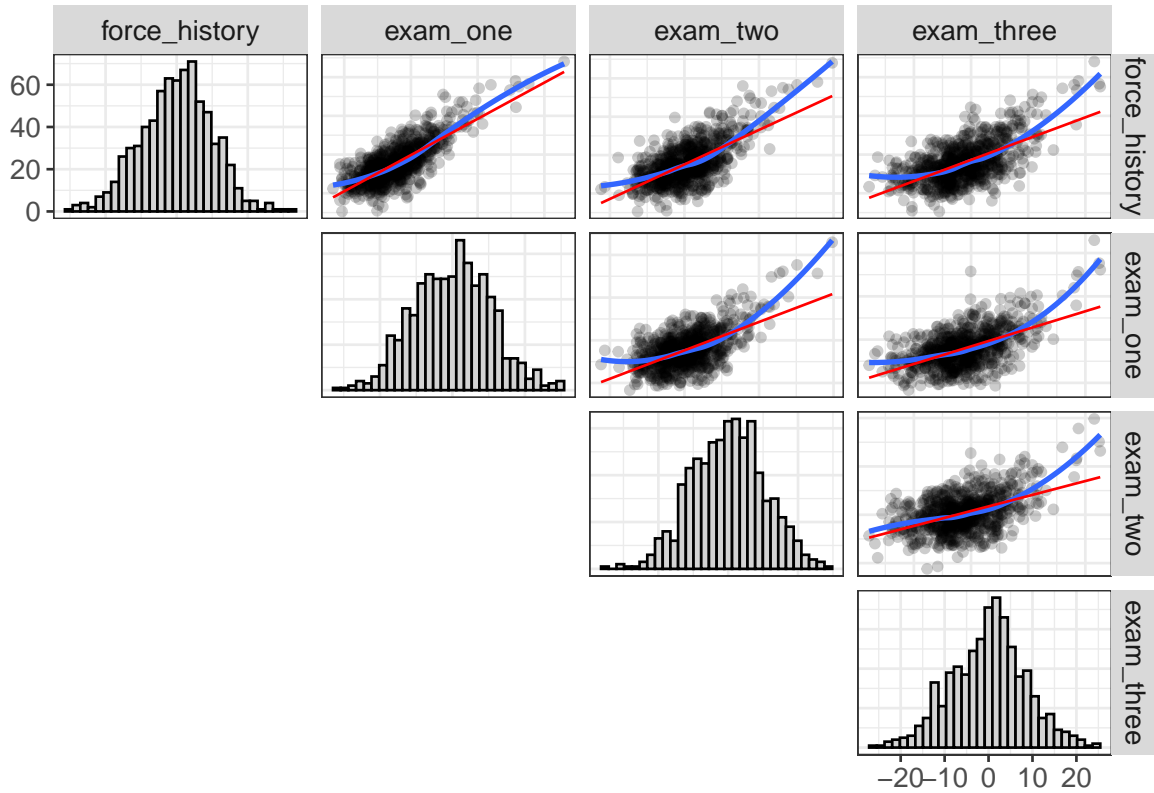 force_history exam_one exam_two exam_three
60
40
20
0
force_history
exam_one
exam_two
exam_three
−20 −10 0 10 20